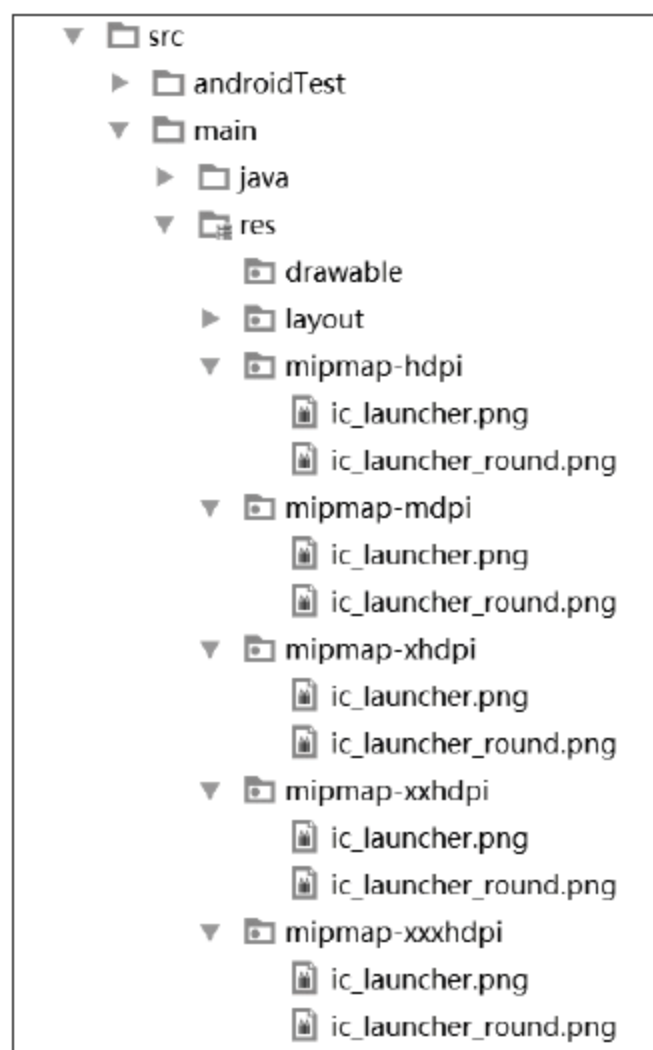 src
androidTest
main
java
res
drawable
layout
mipmap-hdpi
ic_launcher.png
ic_launcher_round.png
mipmap-mdpi
ic_launcher.png
ic_launcher_round.png
mipmap-xhdpi
ic_launcher.png
ic_launcher_round.png
mipmap-xxhdpi
ic_launcher.png
ic_launcher_round.png
mipmap-xxxhdpi
ic_launcher.png
ic_launcher_round.png